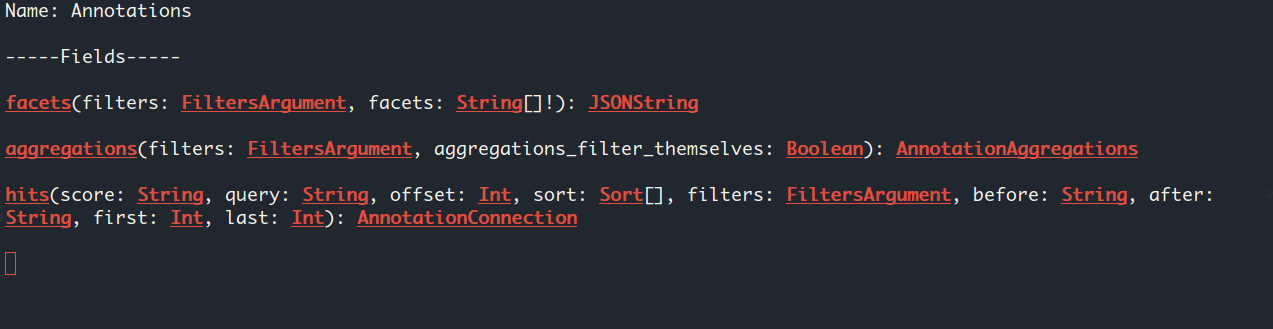 Name: Annotations
-----Fields-----
facets(filters: FiltersArgument, facets: String[]!): JSONString
aggregations(filters: FiltersArgument, aggregations_filter_themselves: Boolean): AnnotationAggregations
hits(score: String, query: String, offset: Int, sort: Sort[], filters: FiltersArgument, before: String, after:
String, first: Int, last: Int): AnnotationConnection